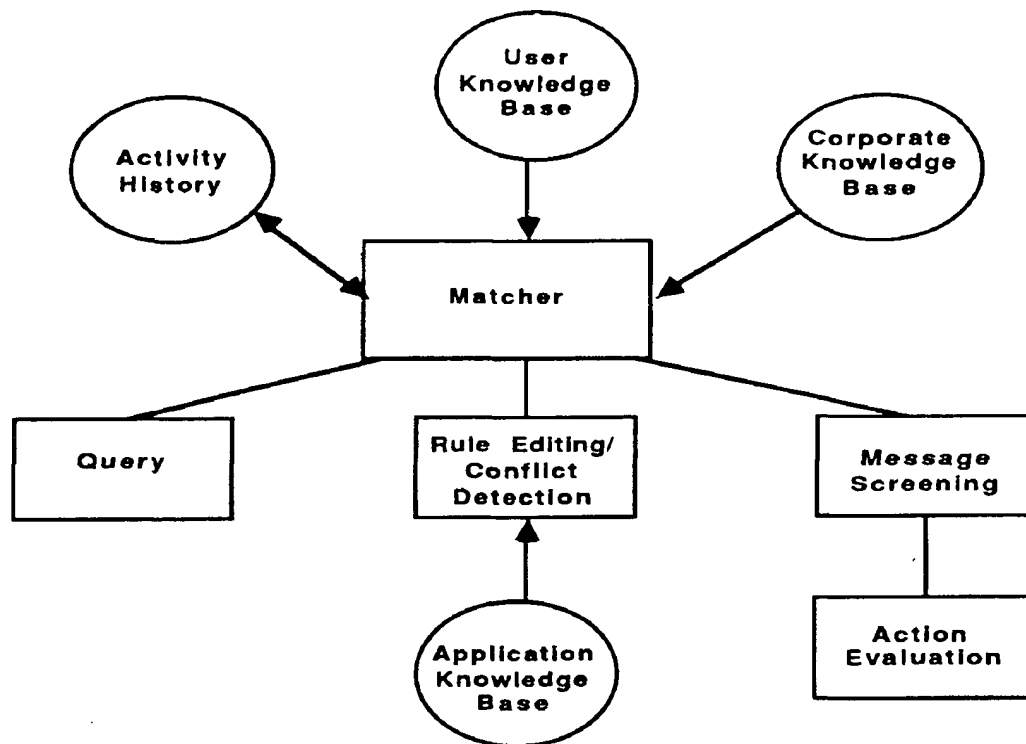 User
Knowledge
Base
Activity
History
Corporate
Knowledge
Base
Matcher
Query
Rule Editing/
Conflict
Detection
Message
Screening
Application
Knowledge
Base
Action
Evaluation